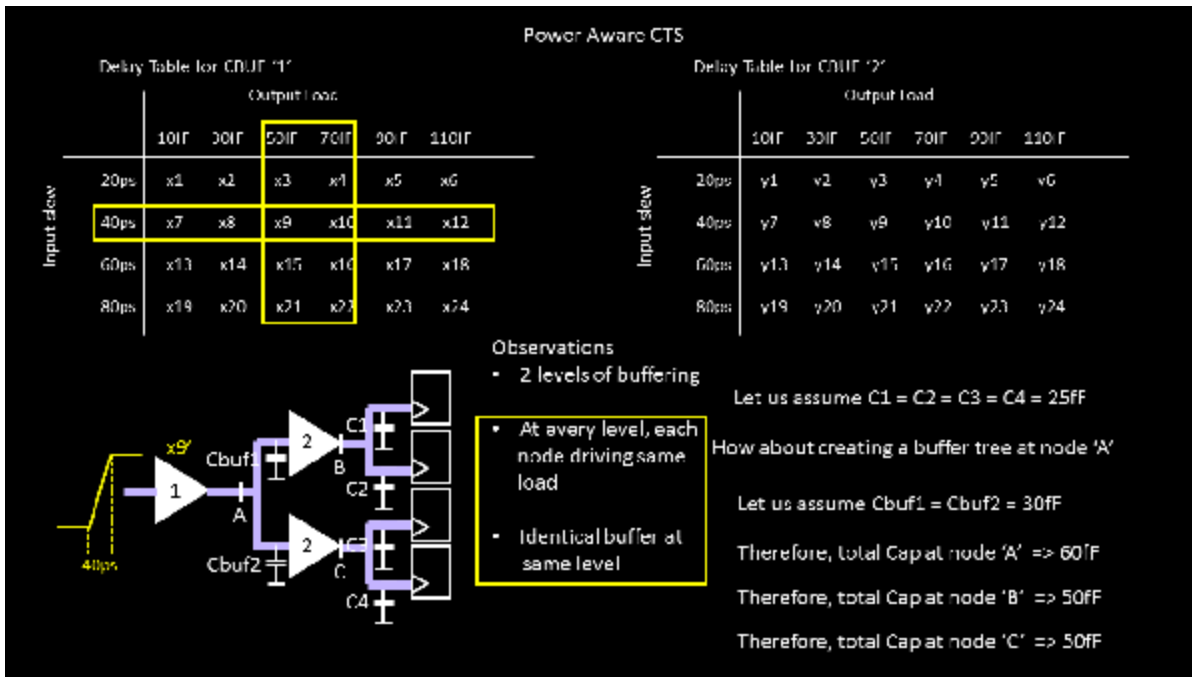 Power Aware CTS
Delay Table for CBUF '1'
Output Load
10fF 30fF 50fF 70fF 90fF 110fF
Input slew
20ps x1 x2 x3 x4 x5 x6
40ps x7 x8 x9 x10 x11 x12
60ps x13 x14 x15 x16 x17 x18
80ps x19 x20 x21 x22 x23 x24
Delay Table for CBUF '2'
Output Load
10fF 30fF 50fF 70fF 90fF 110fF
Input slew
20ps y1 y2 y3 y4 y5 y6
40ps y7 y8 y9 y10 y11 y12
60ps y13 y14 y15 y16 y17 y18
80ps y19 y20 y21 y22 y23 y24
x9'
40ps
1
A
Cbuf1
2
B
C1
C2
Cbuf2
2
C
C3
C4
Observations
• 2 levels of buffering
• At avery level, each
node driving same
load
• Identical buffer at
same level
Let us assume C1 = C2 = C3 = C4 = 25fF
How about creating a buffer tree at node 'A'
Let us assume Cbuf1 = Cbuf2 = 30fF
Therefore, total Cap at node 'A' => 60fF
Therefore, total Cap at node 'B' => 50fF
Therefore, total Cap at node 'C' => 50fF